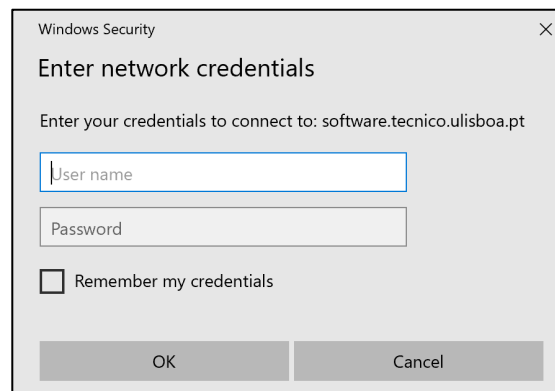 Windows Security
Enter network credentials
Enter your credentials to connect to: software.tecnico.ulisboa.pt
User name
Password
Remember my credentials
OK Cancel